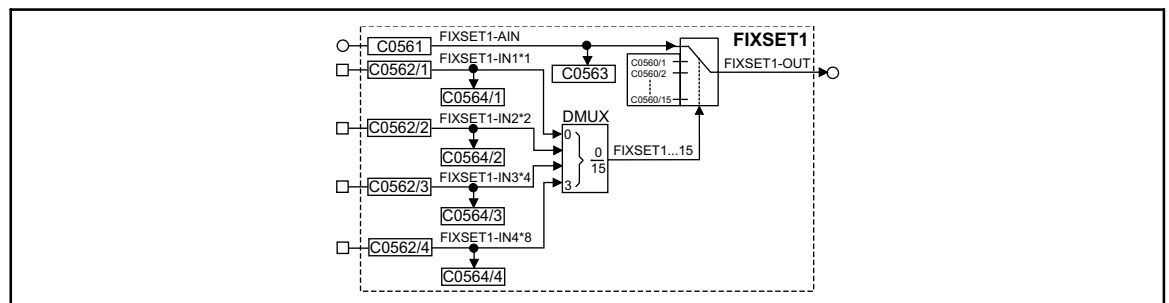 FIXSET1
C0561 FIXSET1-AIN
C0563
C0560/1
C0560/2
C0560/15
FIXSET1-OUT
C0562/1 FIXSET1-IN1*1
C0564/1
C0562/2 FIXSET1-IN2*2
C0564/2
C0562/3 FIXSET1-IN3*4
C0564/3
C0562/4 FIXSET1-IN4*8
C0564/4
DMUX
0
3
0
15
FIXSET1...15